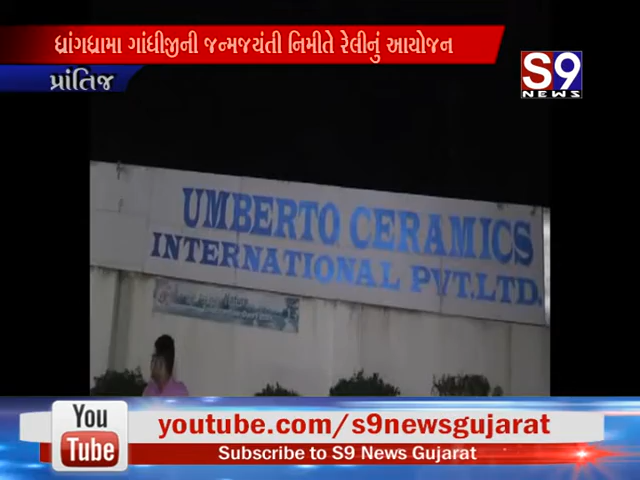 ધ્રાંગધ્રામા ગાંધીજીની જન્મજયંતી નિમીતે રેલીનું આયોજન
પ્રાંતિજ
S9
NEWS
UMBERTO CERAMICS
INTERNATIONAL PVT.LTD.
You
Tube
youtube.com/s9newsgujarat
Subscribe to S9 News Gujarat